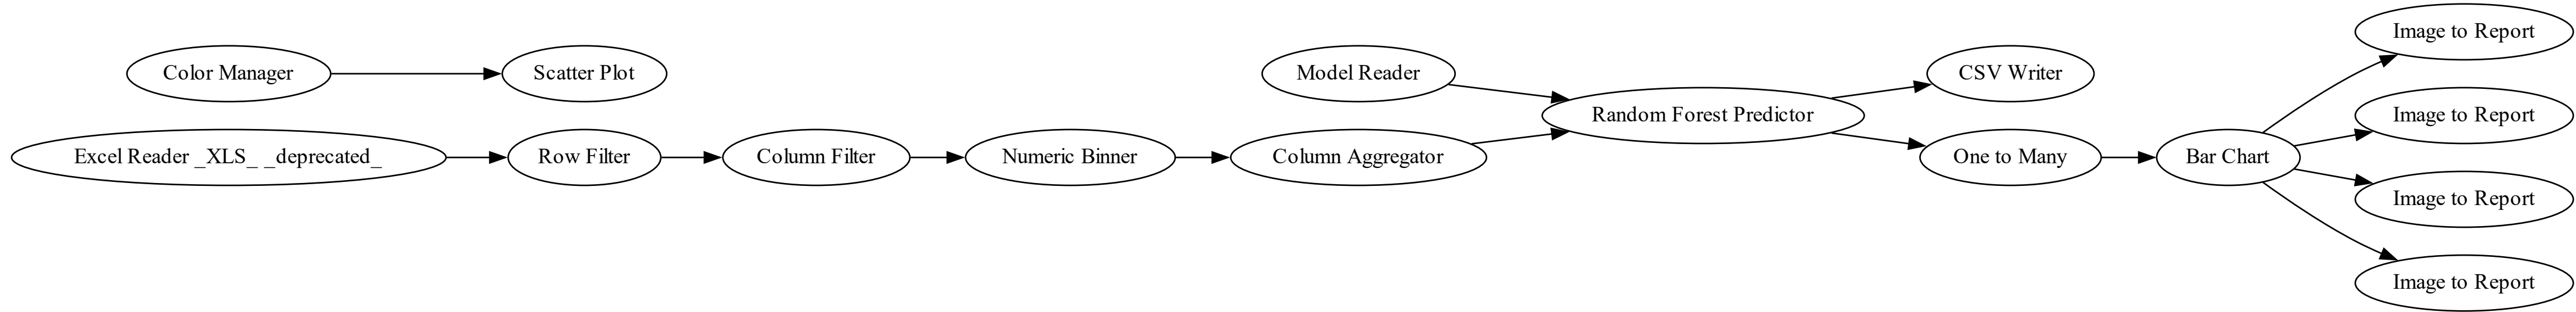 Color Manager
Scatter Plot
Excel Reader _XLS_ _deprecated_
Row Filter
Column Filter
Numeric Binner
Column Aggregator
Model Reader
Random Forest Predictor
CSV Writer
One to Many
Bar Chart
Image to Report
Image to Report
Image to Report
Image to Report